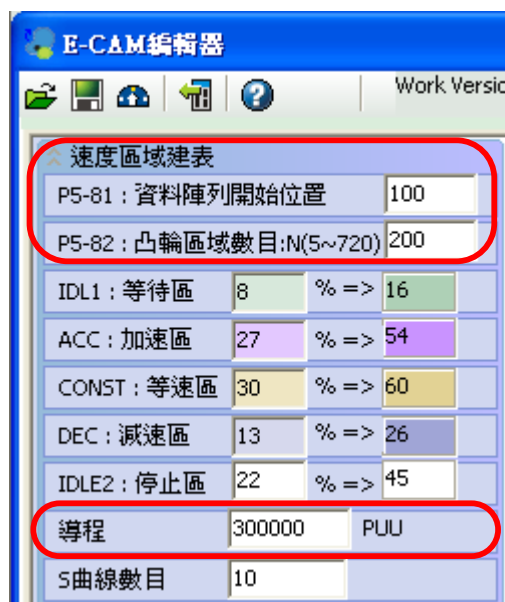 E-CAM編輯器
Work Versic
速度區域建表
P5-81：資料陣列開始位置 100
P5-82：凸輪區域數目:N(5~720) 200
IDL1：等待區 8 % => 16
ACC：加速區 27 % => 54
CONST：等速區 30 % => 60
DEC：減速區 13 % => 26
IDLE2：停止區 22 % => 45
導程 300000 PUU
S曲線數目 10